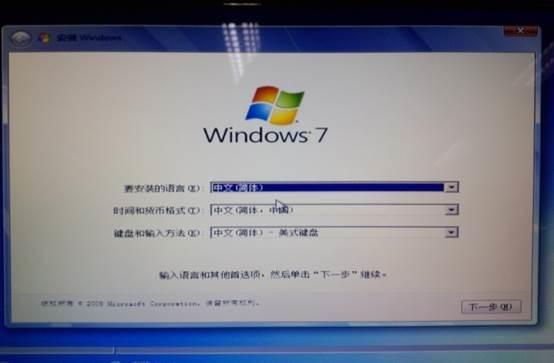 安装 Windows
Windows 7
要安装的语言(E): 中文(简体)
时间和货币格式(T): 中文(简体，中国)
键盘和输入方法(K): 中文(简体) - 美式键盘
输入语言和其他首选项，然后单击“下一步”继续。
版权所有 © 2009 Microsoft Corporation。保留所有权利。
下一步(N)